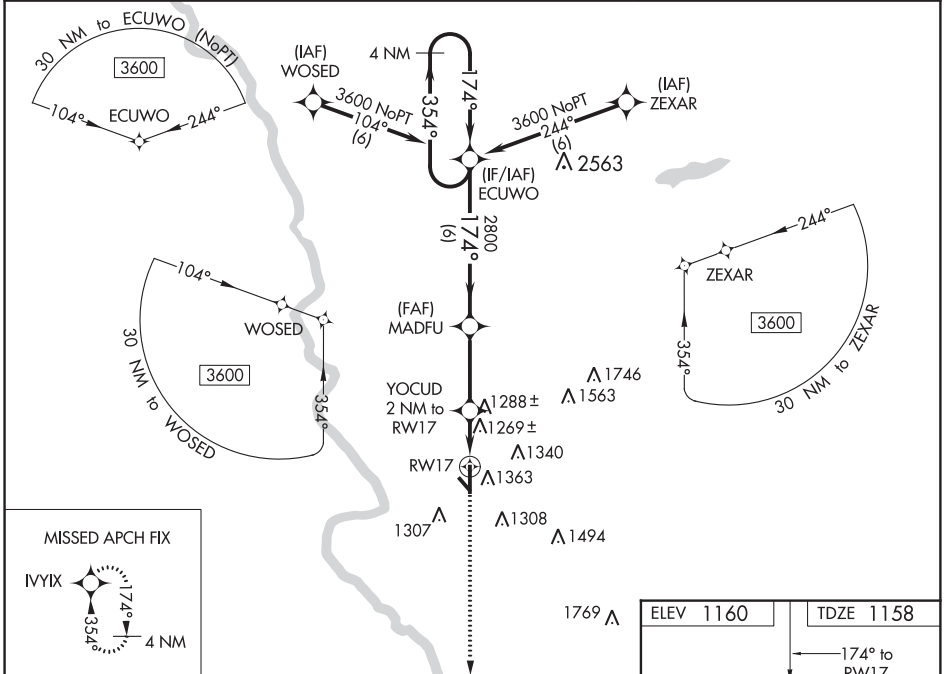 30 NM to ECUWO (NoPT)
3600
104°
ECUWO
244°
(IAF)
WOSED
3600 NoPT
104°
(6)
4 NM
354°
174°
(IAF)
ZEXAR
3600 NoPT
244°
(6)
2563
(IF/IAF)
ECUWO
2800
174°
(6)
104°
WOSED
3600
354°
30 NM to WOSED
244°
ZEXAR
3600
354°
30 NM to ZEXAR
(FAF)
MADFU
YOCUD
2 NM to
RW17
1288 ±
1269 ±
1746
1563
1340
RW17
1363
1307
1308
1494
1769
MISSED APCH FIX
IVYIX
174°
354°
4 NM
ELEV 1160
TDZE 1158
174° to
RW17